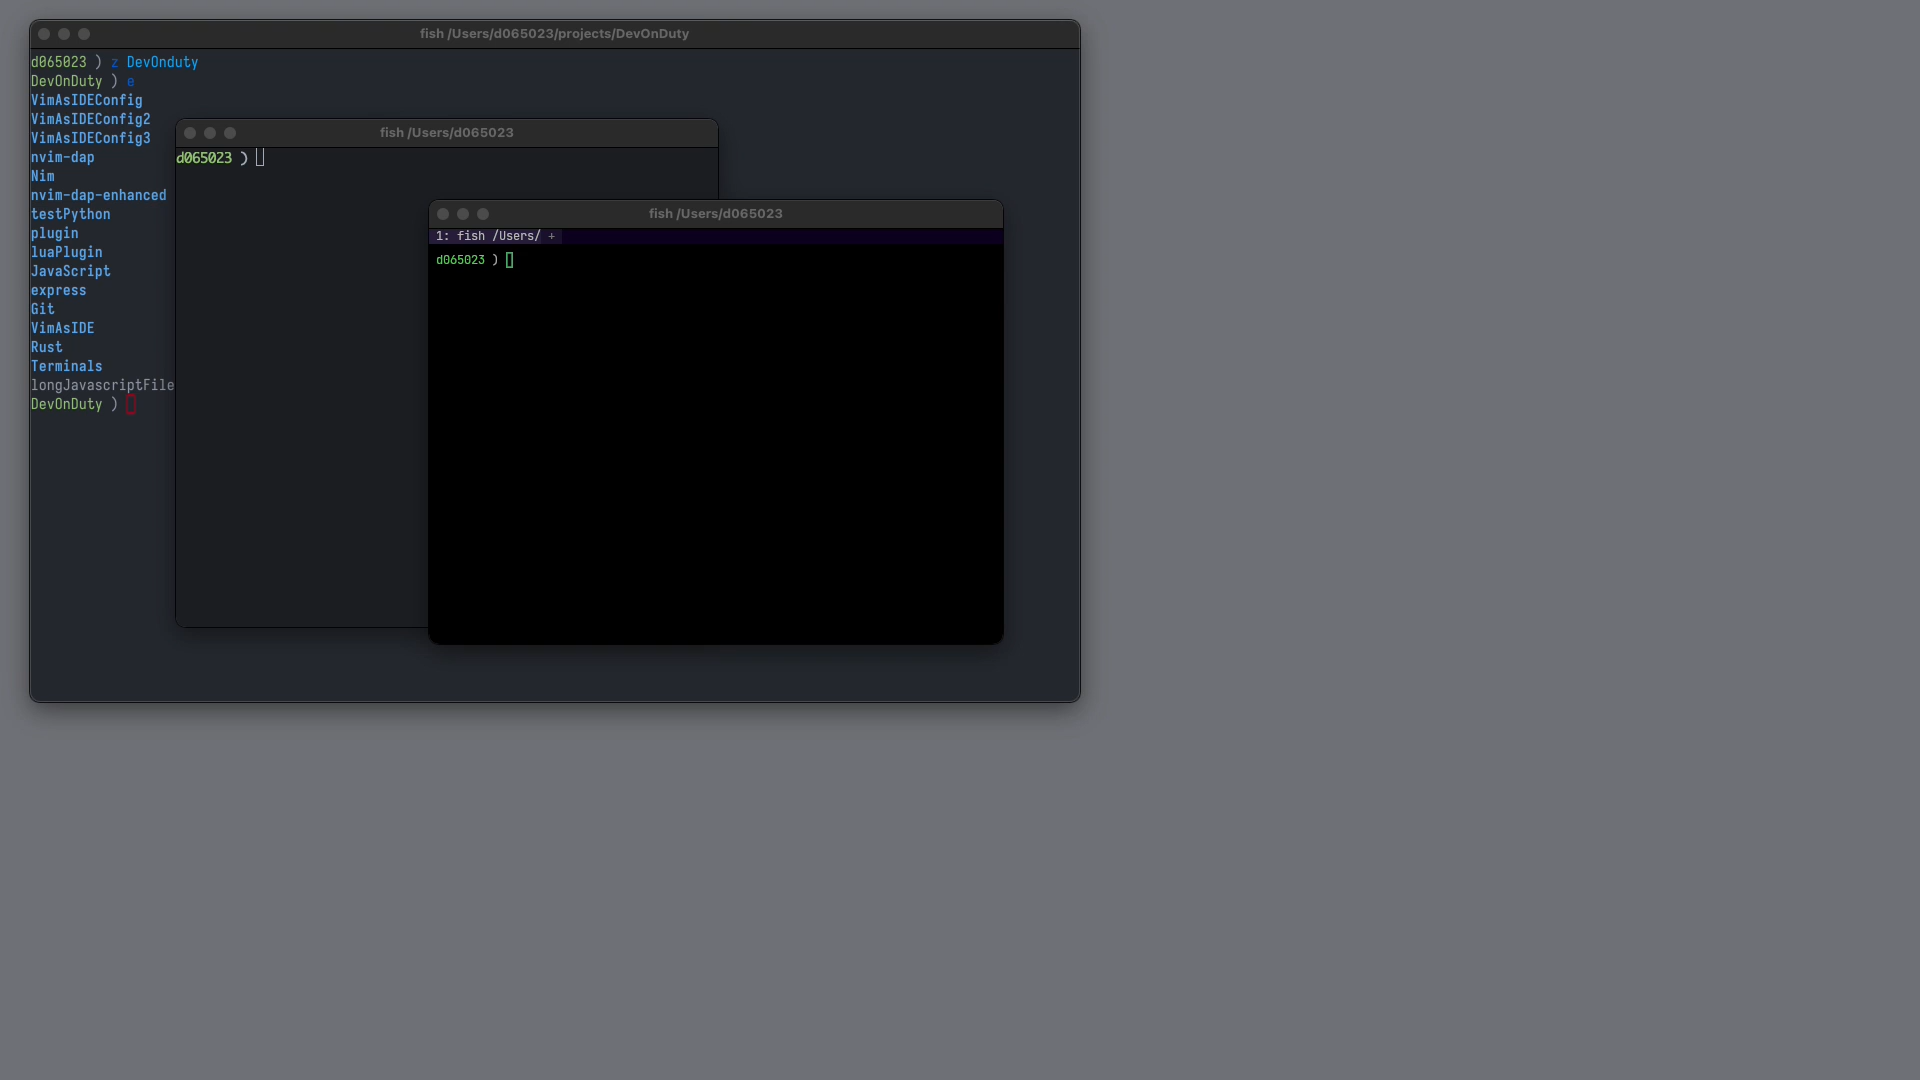 fish /Users/d065023/projects/DevOnDuty
d065023 ) z DevOnduty
DevOnDuty ) e
VimAsIDEConfig
VimAsIDEConfig2
VimAsIDEConfig3
nvim-dap
Nim
nvim-dap-enhanced
testPython
plugin
luaPlugin
JavaScript
express
Git
VimAsIDE
Rust
Terminals
longJavascriptFile
DevOnDuty )
fish /Users/d065023
d065023 )
fish /Users/d065023
1: fish /Users/ +
d065023 )